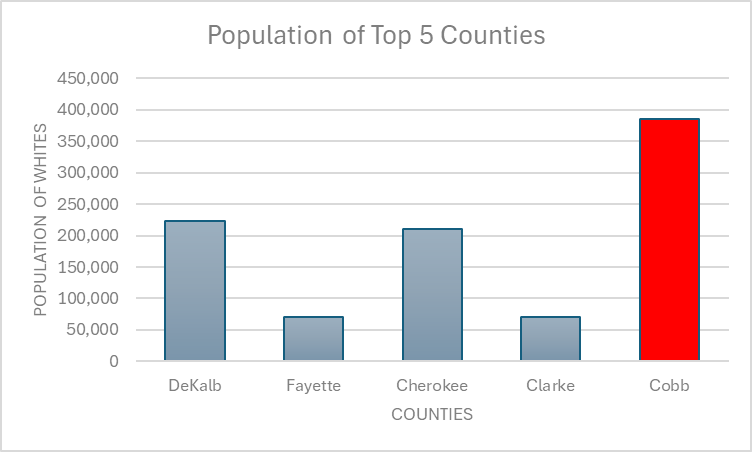 Population of Top 5 Counties
POPULATION OF WHITES
450,000
400,000
350,000
300,000
250,000
200,000
150,000
100,000
50,000
0
DeKalb Fayette Cherokee Clarke Cobb
COUNTIES